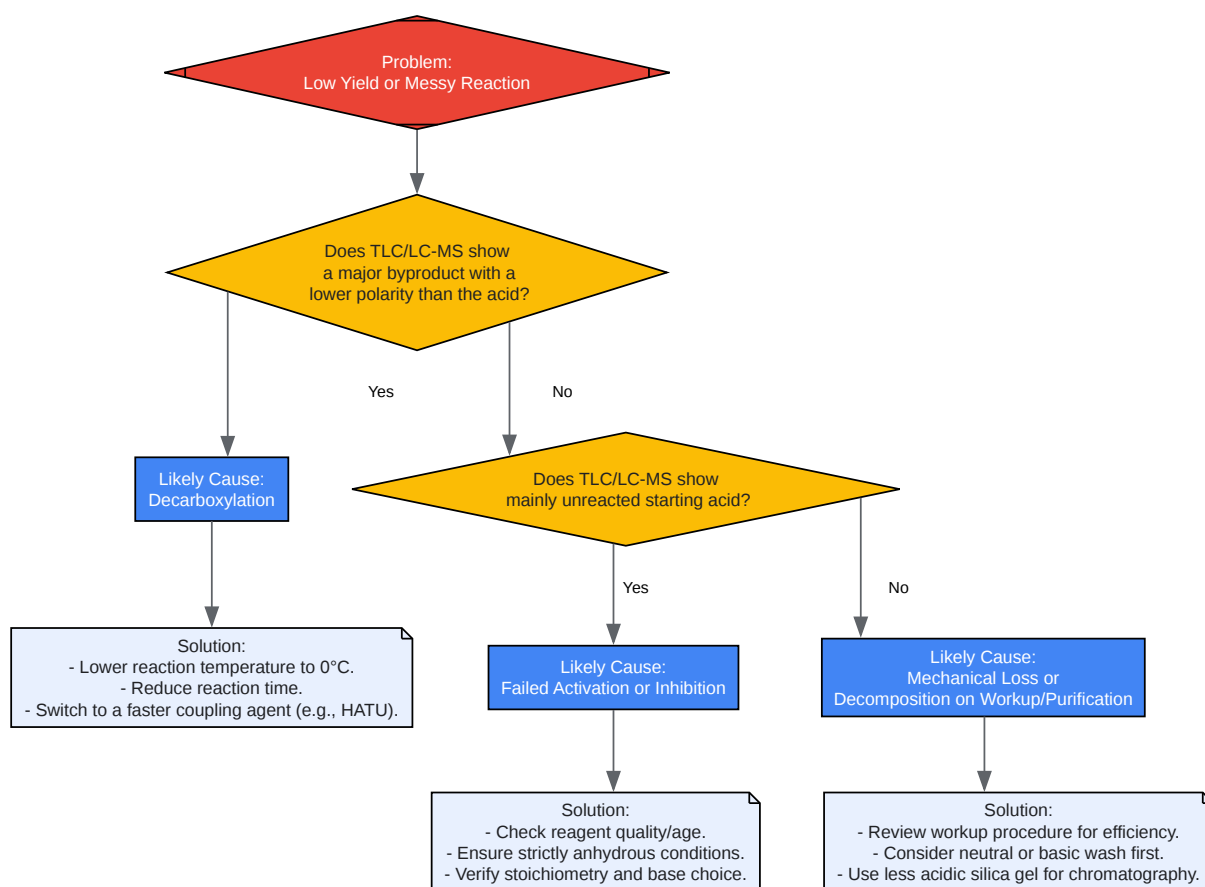 Problem:
Low Yield or Messy Reaction
Does TLC/LC-MS show
a major byproduct with a
lower polarity than the acid?
Yes
No
Likely Cause:
Decarboxylation
Does TLC/LC-MS show
mainly unreacted starting acid?
Yes
No
Solution:
- Lower reaction temperature to 0°C.
- Reduce reaction time.
- Switch to a faster coupling agent (e.g., HATU).
Likely Cause:
Failed Activation or Inhibition
Likely Cause:
Mechanical Loss or
Decomposition on Workup/Purification
Solution:
- Check reagent quality/age.
- Ensure strictly anhydrous conditions.
- Verify stoichiometry and base choice.
Solution:
- Review workup procedure for efficiency.
- Consider neutral or basic wash first.
- Use less acidic silica gel for chromatography.